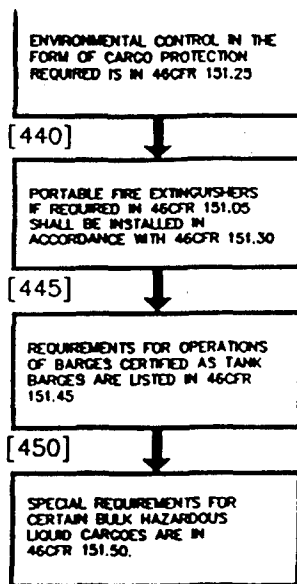 ENVIRONMENTAL CONTROL IN THE
FORM OF CARGO PROTECTION
REQUIRED IS IN 46CFR 151.25
[440]
PORTABLE FIRE EXTINGUISHERS
IF REQUIRED IN 46CFR 151.05
SHALL BE INSTALLED IN
ACCORDANCE WITH 46CFR 151.30
[445]
REQUIREMENTS FOR OPERATIONS
OF BARGES CERTIFIED AS TANK
BARGES ARE LISTED IN 46CFR
151.45
[450]
SPECIAL REQUIREMENTS FOR
CERTAIN BULK HAZARDOUS
LIQUID CARGOES ARE IN
46CFR 151.50.